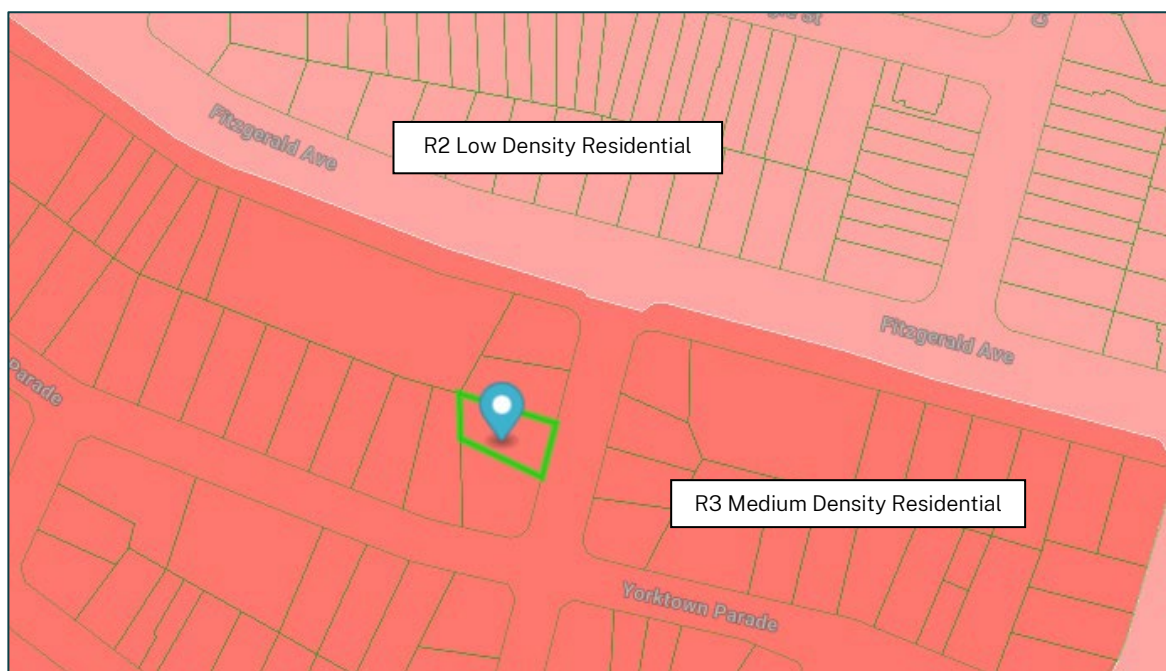 Fitzgerald Ave
R2 Low Density Residential
Fitzgerald Ave
Parade
R3 Medium Density Residential
Yorktown Parade